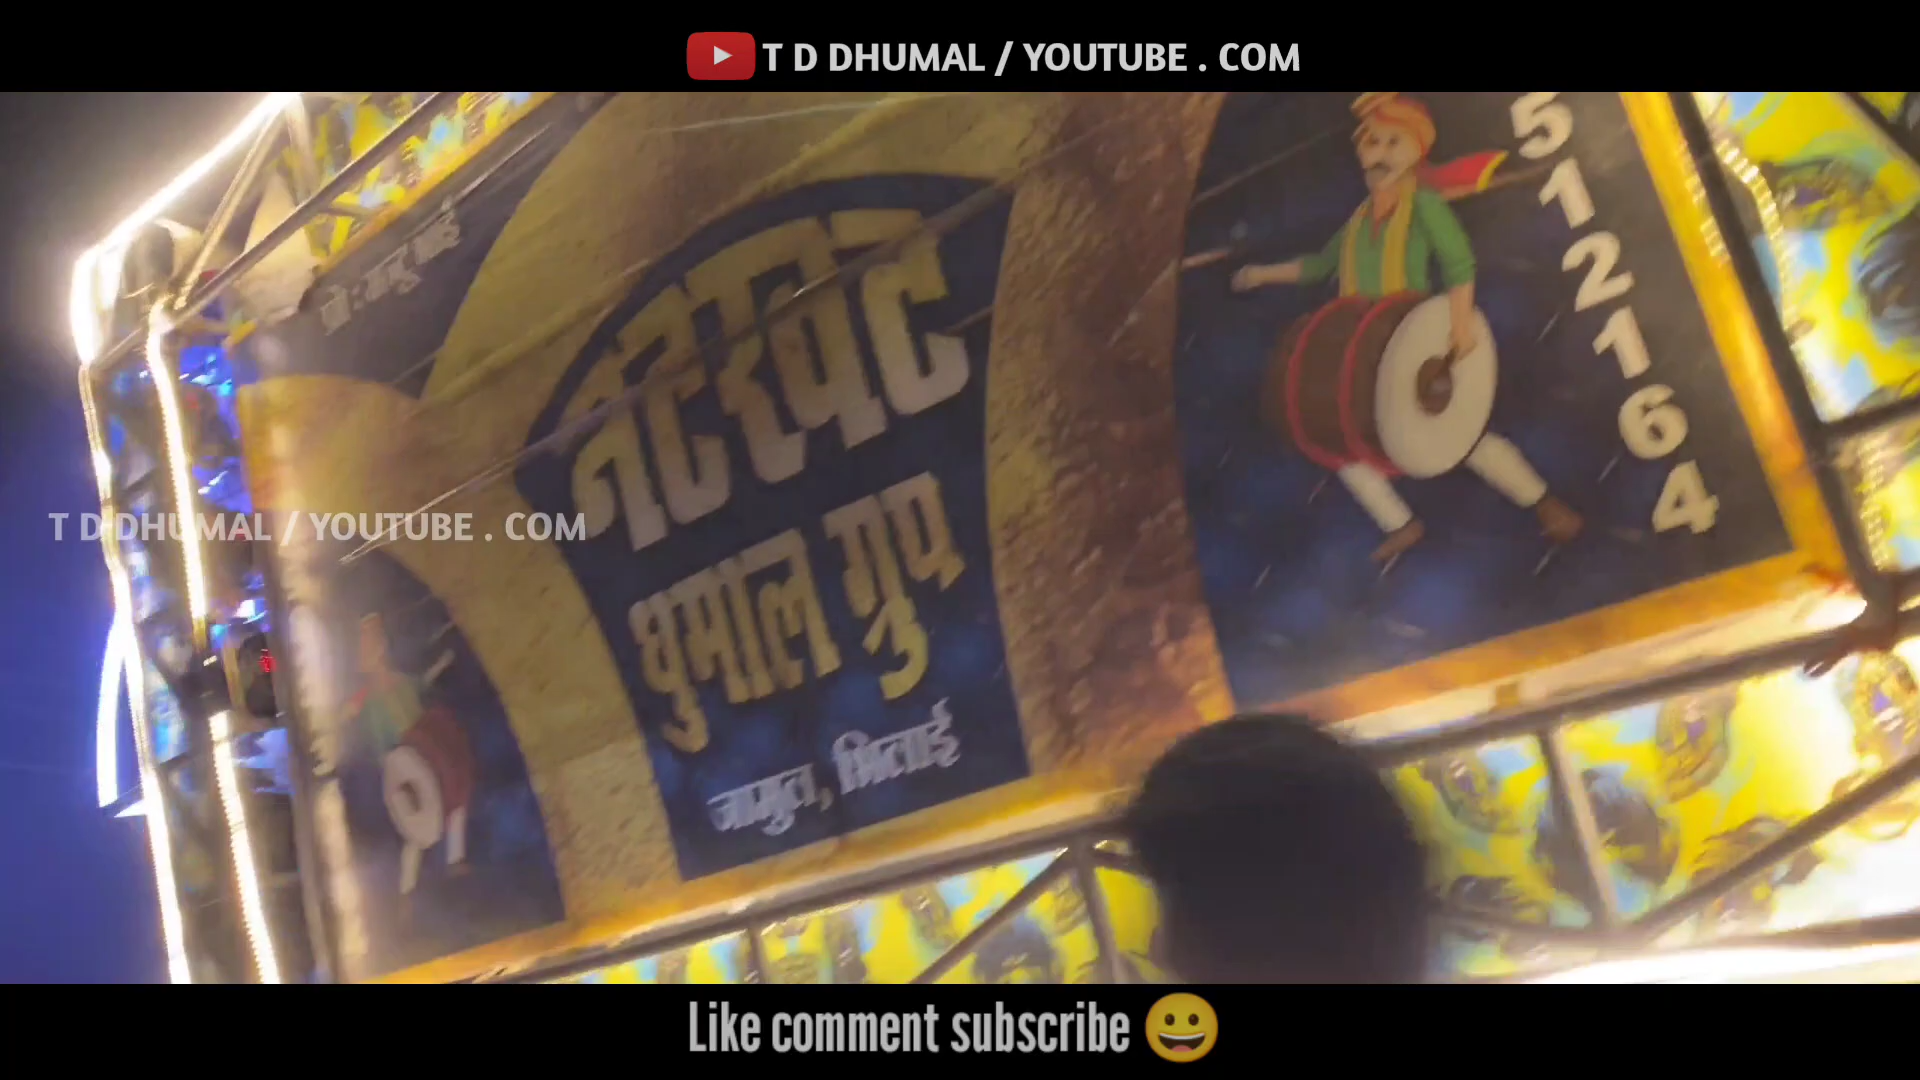 T D DHUMAL / YOUTUBE . COM
नटखट
धुमाल ग्रुप
जामुल, भिलाई
512164
T D DHUMAL / YOUTUBE . COM
Like comment subscribe 😀